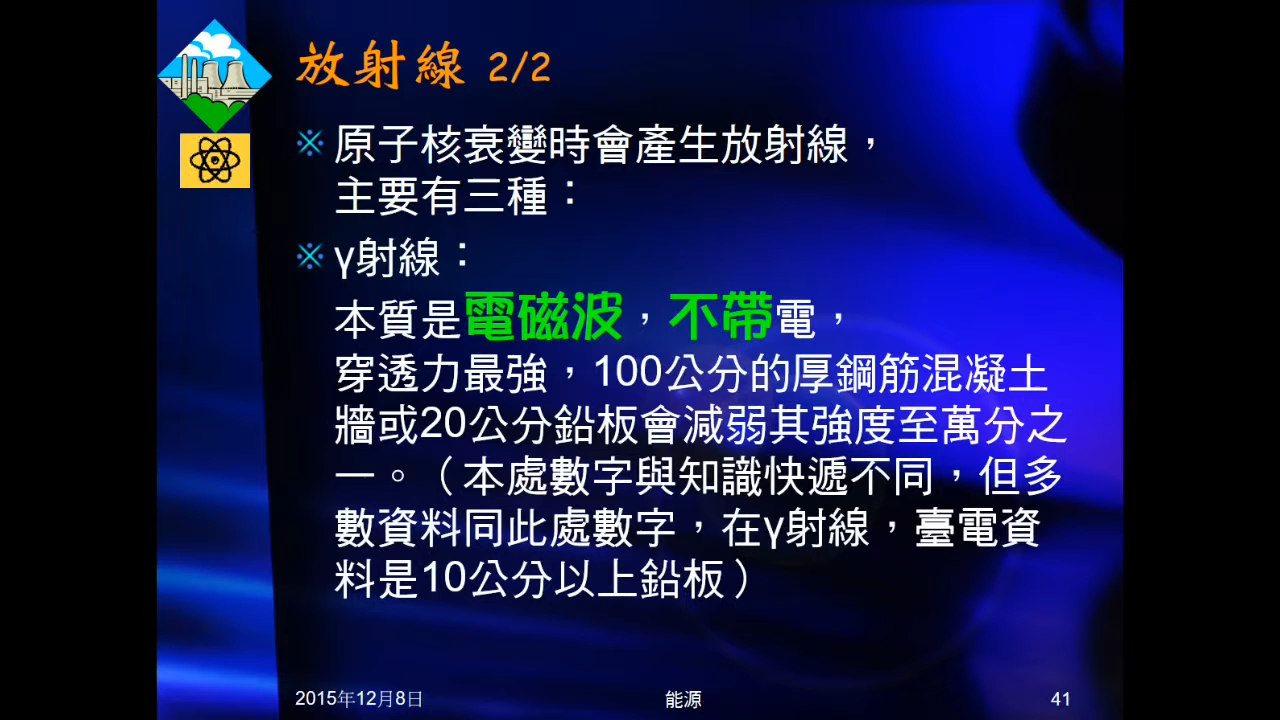 放射線 2/2
※原子核衰變時會產生放射線，
主要有三種：
※γ射線：
本質是電磁波，不帶電，
穿透力最強，100公分的厚鋼筋混凝土
牆或20公分鉛板會減弱其強度至萬分之
一。（本處數字與知識快遞不同，但多
數資料同此處數字，在γ射線，臺電資
料是10公分以上鉛板）
2015年12月8日 能源 41